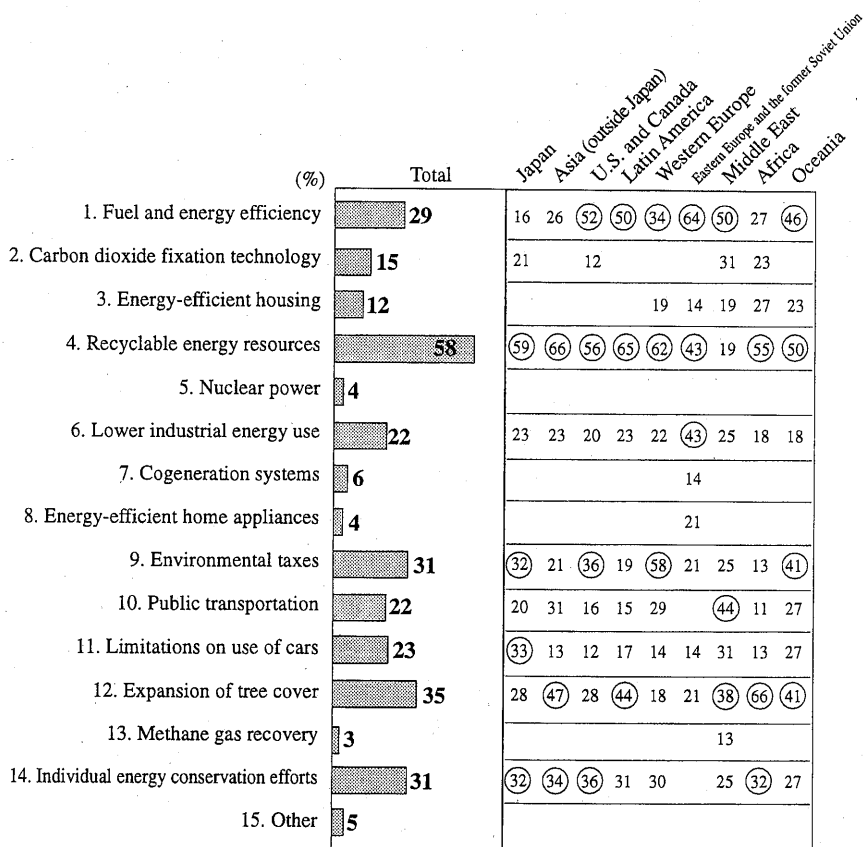 (%) Total Japan Asia (outside Japan) U.S. and Canada Latin America Western Europe Eastern Europe and the former Soviet Union Middle East Africa Oceania
1. Fuel and energy efficiency 29 16 26 52 50 34 64 50 27 46
2. Carbon dioxide fixation technology 15 21 12 31 23
3. Energy-efficient housing 12 19 14 19 27 23
4. Recyclable energy resources 58 59 66 56 65 62 43 19 55 50
5. Nuclear power 4
6. Lower industrial energy use 22 23 23 20 23 22 43 25 18 18
7. Cogeneration systems 6 14
8. Energy-efficient home appliances 4 21
9. Environmental taxes 31 32 21 36 19 58 21 25 13 41
10. Public transportation 22 20 31 16 15 29 44 11 27
11. Limitations on use of cars 23 33 13 12 17 14 14 31 13 27
12. Expansion of tree cover 35 28 47 28 44 18 21 38 66 41
13. Methane gas recovery 3 13
14. Individual energy conservation efforts 31 32 34 36 31 30 25 32 27
15. Other 5